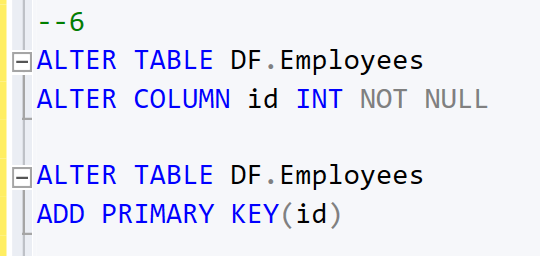 --6
ALTER TABLE DF.Employees
ALTER COLUMN id INT NOT NULL
ALTER TABLE DF.Employees
ADD PRIMARY KEY(id)